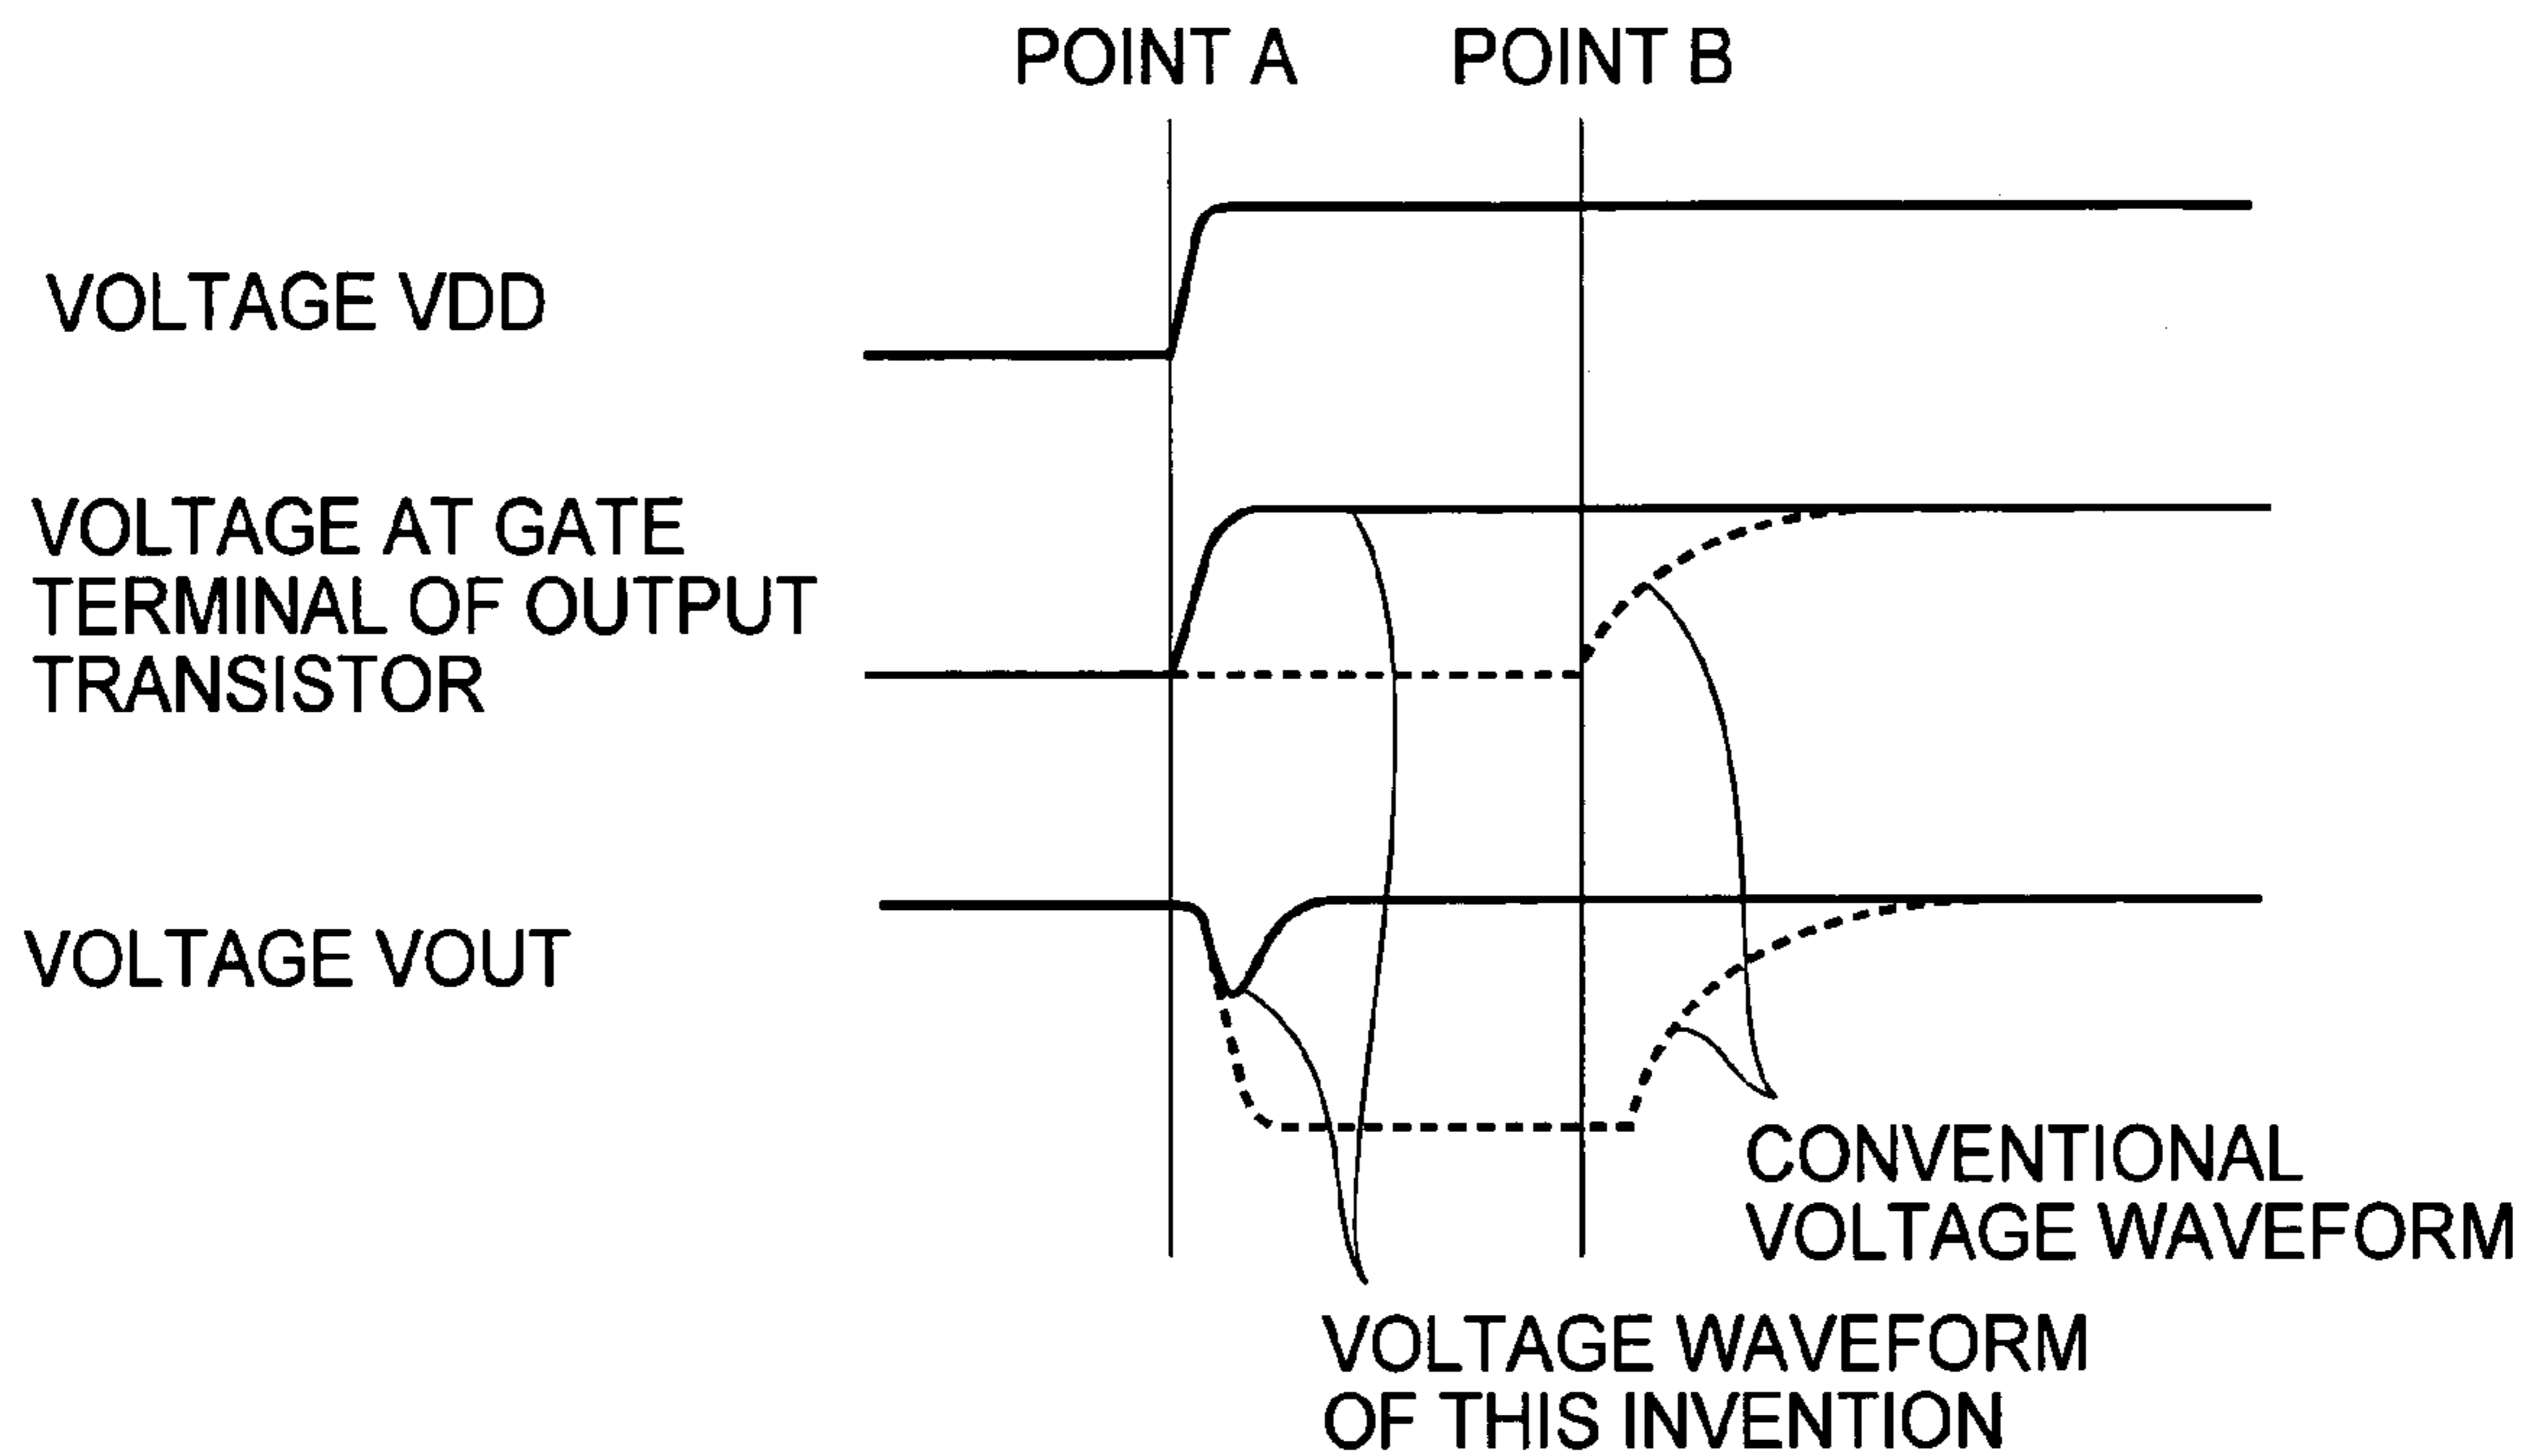 POINT A
POINT B
VOLTAGE VDD
VOLTAGE AT GATE
TERMINAL OF OUTPUT
TRANSISTOR
VOLTAGE VOUT
CONVENTIONAL
VOLTAGE WAVEFORM
VOLTAGE WAVEFORM
OF THIS INVENTION